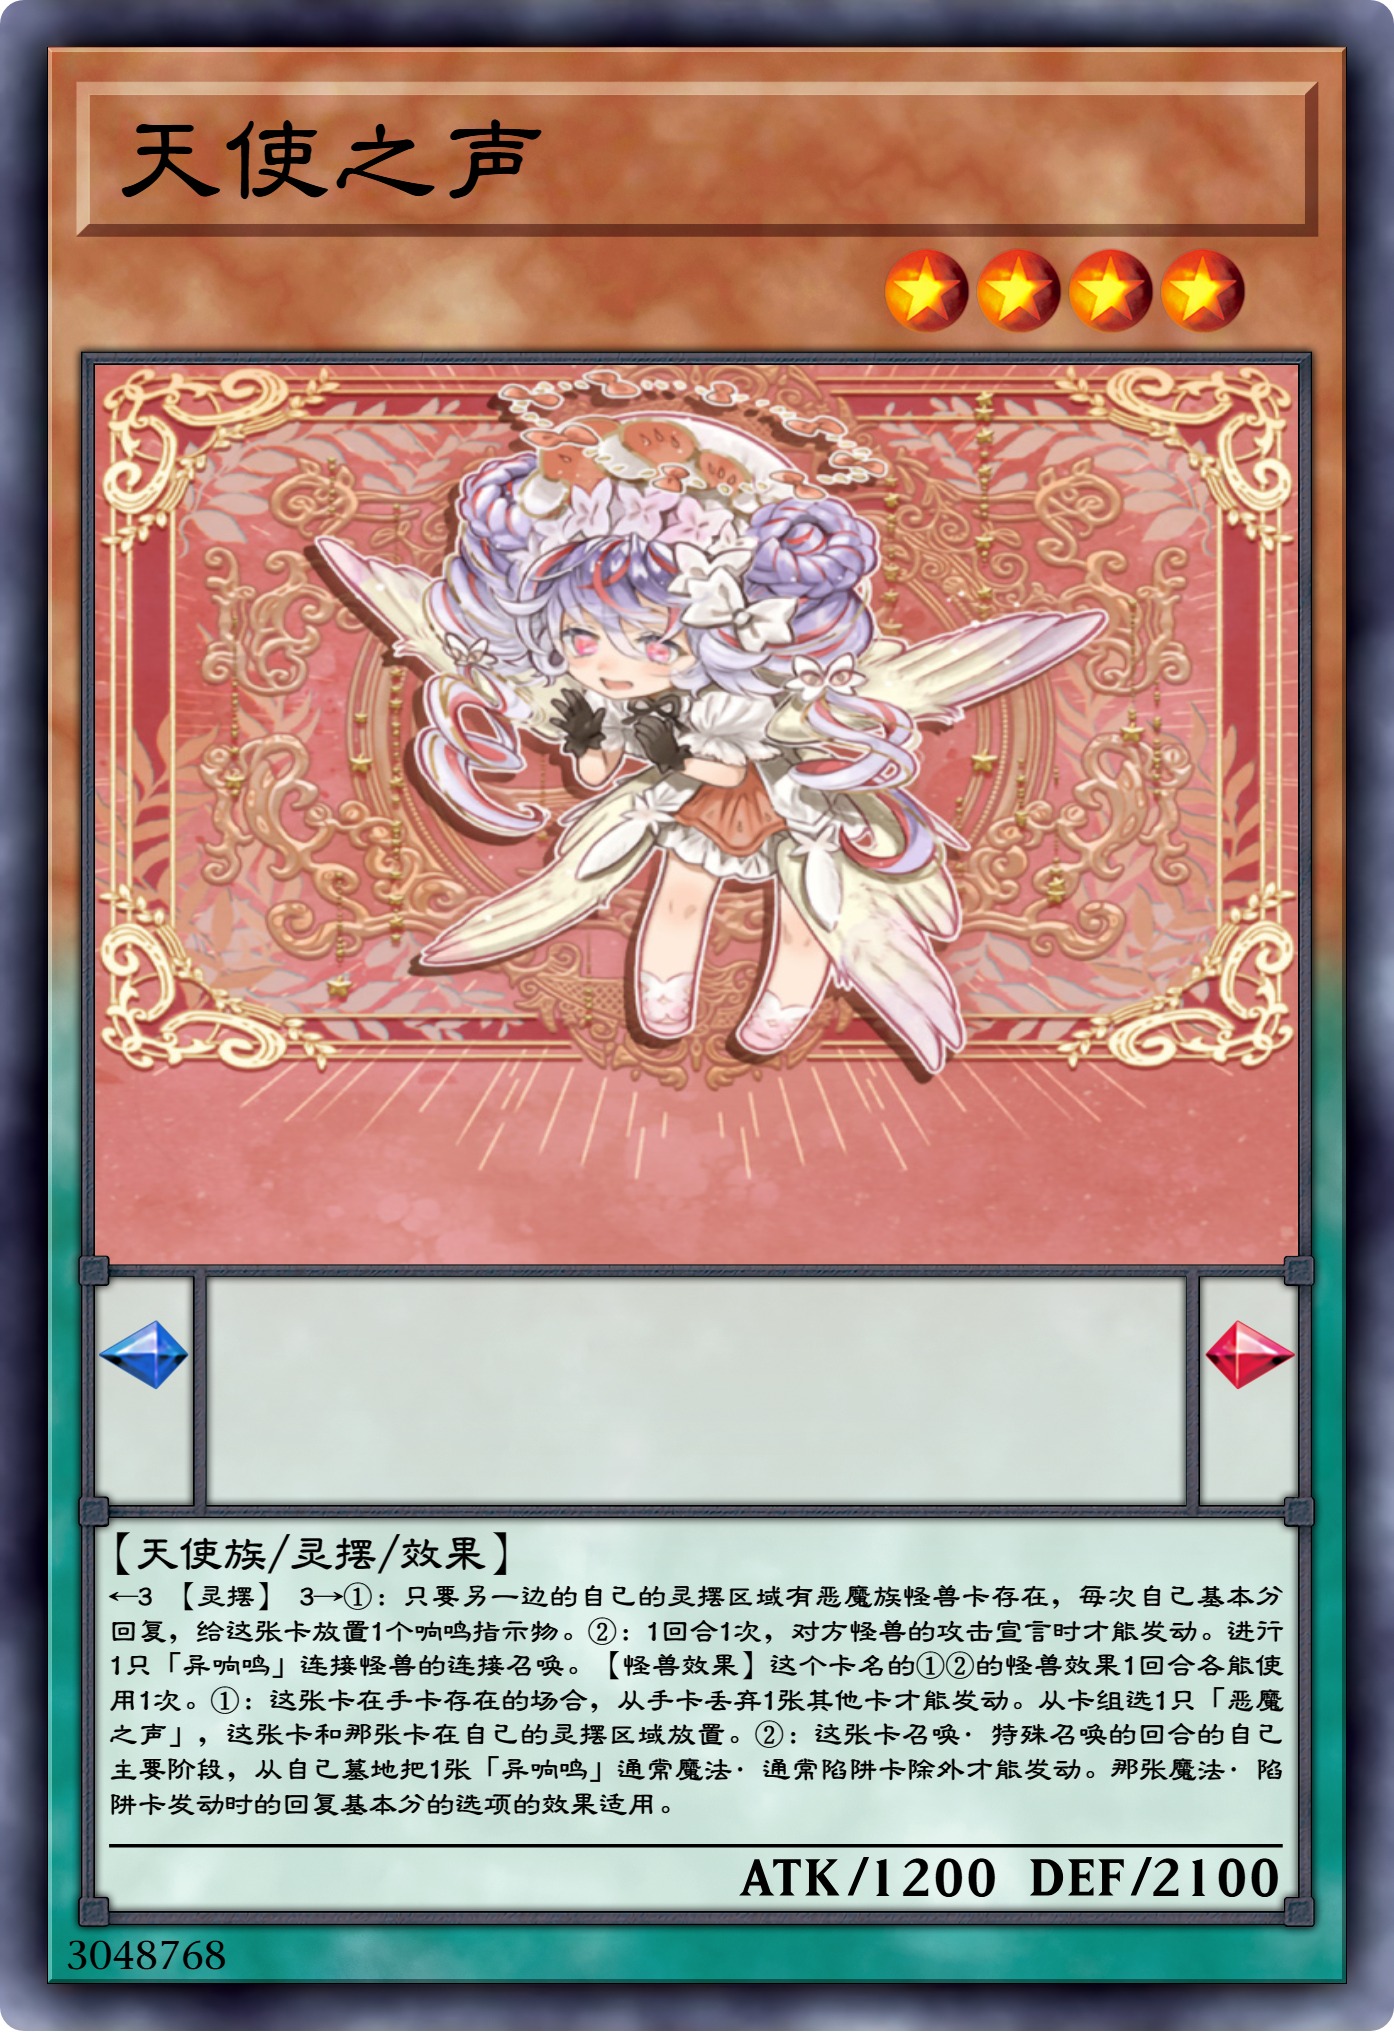 天使之声
【天使族/灵摆/效果】
←3 【灵摆】 3→①：只要另一边的自己的灵摆区域有恶魔族怪兽卡存在，每次自己基本分
回复，给这张卡放置1个响鸣指示物。②：1回合1次，对方怪兽的攻击宣言时才能发动。进行
1只「异响鸣」连接怪兽的连接召唤。【怪兽效果】这个卡名的①②的怪兽效果1回合各能使
用1次。①：这张卡在手卡存在的场合，从手卡丢弃1张其他卡才能发动。从卡组选1只「恶魔
之声」，这张卡和那张卡在自己的灵摆区域放置。②：这张卡召唤·特殊召唤的回合的自己
主要阶段，从自己墓地把1张「异响鸣」通常魔法·通常陷阱卡除外才能发动。那张魔法·陷
阱卡发动时的回复基本分的选项的效果适用。
ATK/1200 DEF/2100
3048768